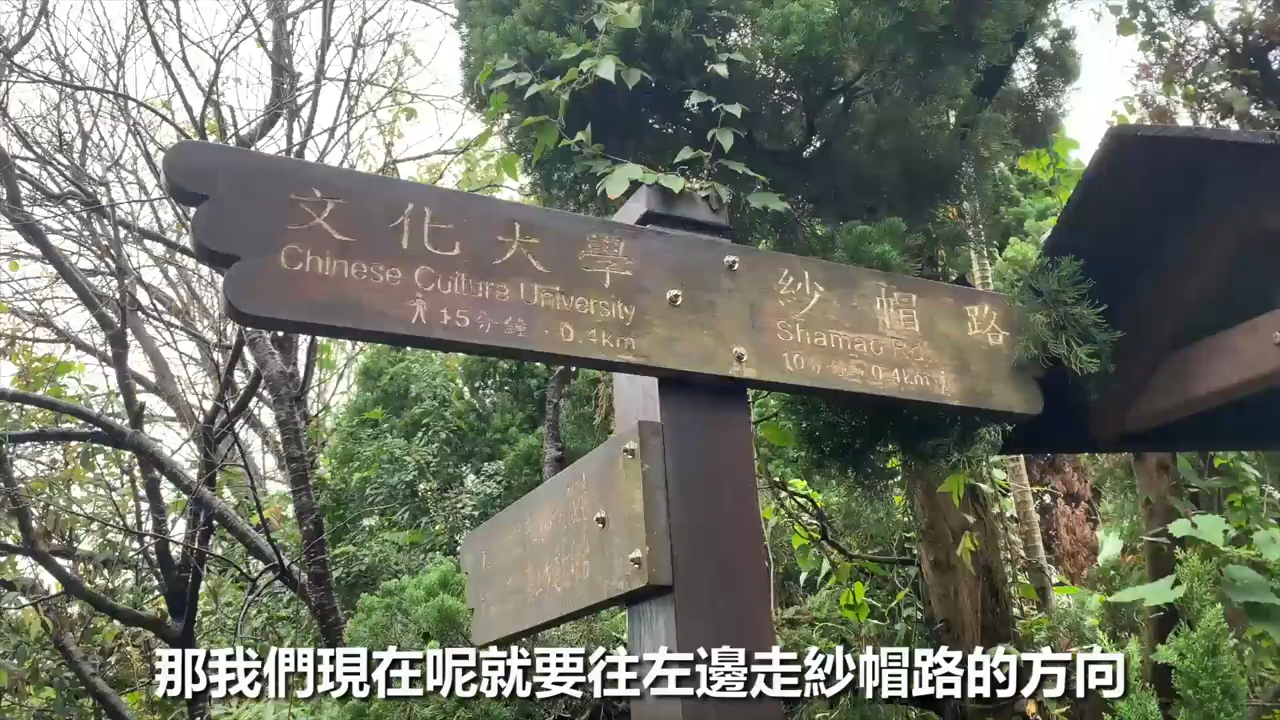 文化大學
Chinese Culture University
15分鐘 · 0.4km
紗帽路
Shamao Rd.
10分鐘 · 0.4km
那我們現在呢就要往左邊走紗帽路的方向